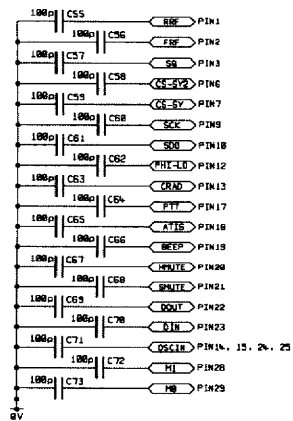 100p C55 RRF PIN1
100p C56 FRF PIN2
100p C57 SQ PIN3
100p C58 CS-SY2 PIN6
100p C59 CS-SY PIN7
100p C60 SCK PIN9
100p C61 SDO PIN10
100p C62 PHI-LO PIN12
100p C63 CRAD PIN13
100p C64 PTT PIN17
100p C65 ATIS PIN18
100p C66 BEEP PIN19
100p C67 HMUTE PIN20
100p C68 SMUTE PIN21
100p C69 DOUT PIN22
100p C70 DIN PIN23
100p C71 OSCIN PIN14, 15, 24, 25
100p C72 M1 PIN28
100p C73 M0 PIN29
0V